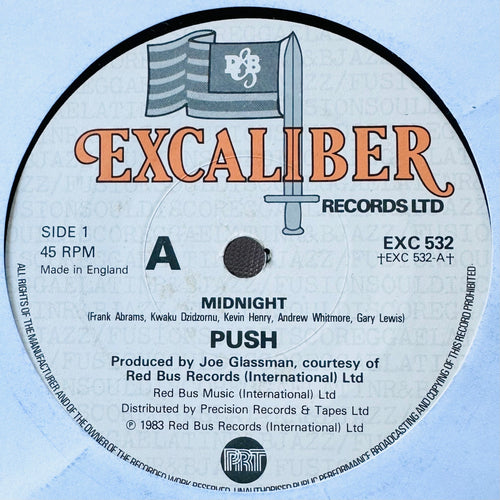 R&B
EXCALIBER
RECORDS LTD
SIDE 1
45 RPM
Made in England
A
EXC 532
†EXC 532-A†
MIDNIGHT
(Frank Abrams, Kwaku Dzidzornu, Kevin Henry, Andrew Whitmore, Gary Lewis)
PUSH
Produced by Joe Glassman, courtesy of
Red Bus Records (International) Ltd
Red Bus Music (International) Ltd
Distributed by Precision Records & Tapes Ltd
℗ 1983 Red Bus Records (International) Ltd
PRT
ALL RIGHTS OF THE MANUFACTURER AND OF THE OWNER OF THE RECORDED WORK RESERVED. UNAUTHORISED PUBLIC PERFORMANCE BROADCASTING AND COPYING OF THIS RECORD PROHIBITED